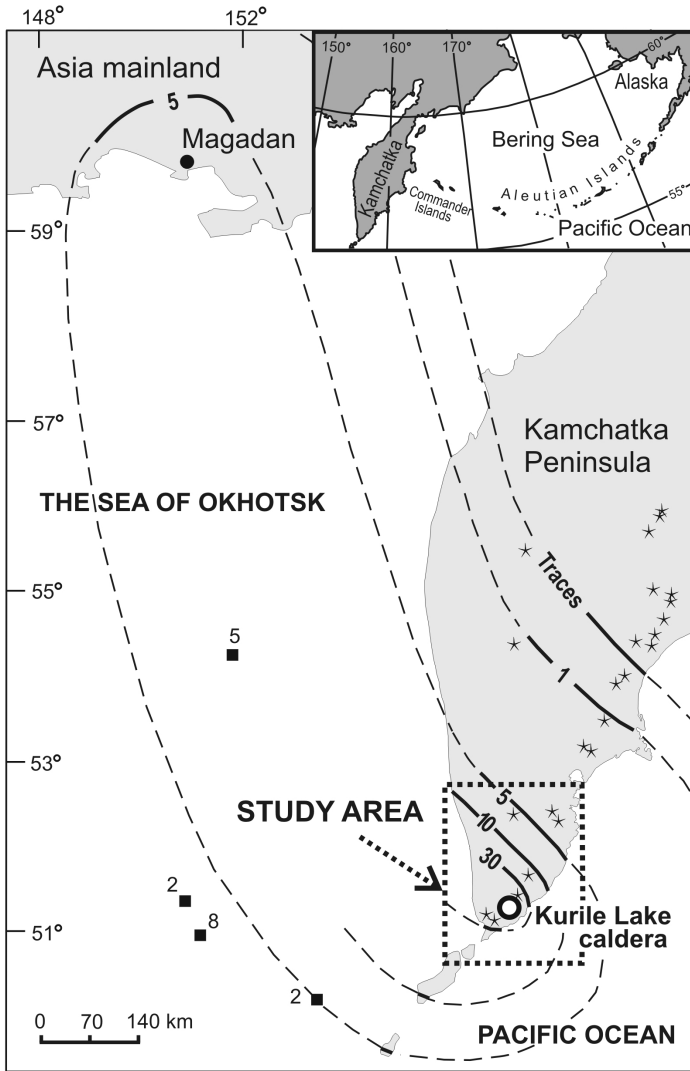 148°
152°
150°
160°
170°
60°
Asia mainland
Alaska
5
Magadan
Bering Sea
Kamchatka
Aleutian Islands
Commander
Islands
55°
Pacific Ocean
59°
57°
Kamchatka
Peninsula
THE SEA OF OKHOTSK
55°
Traces
5
1
53°
5
STUDY AREA
10
30
2
8
Kurile Lake
caldera
51°
2
0 70 140 km
PACIFIC OCEAN